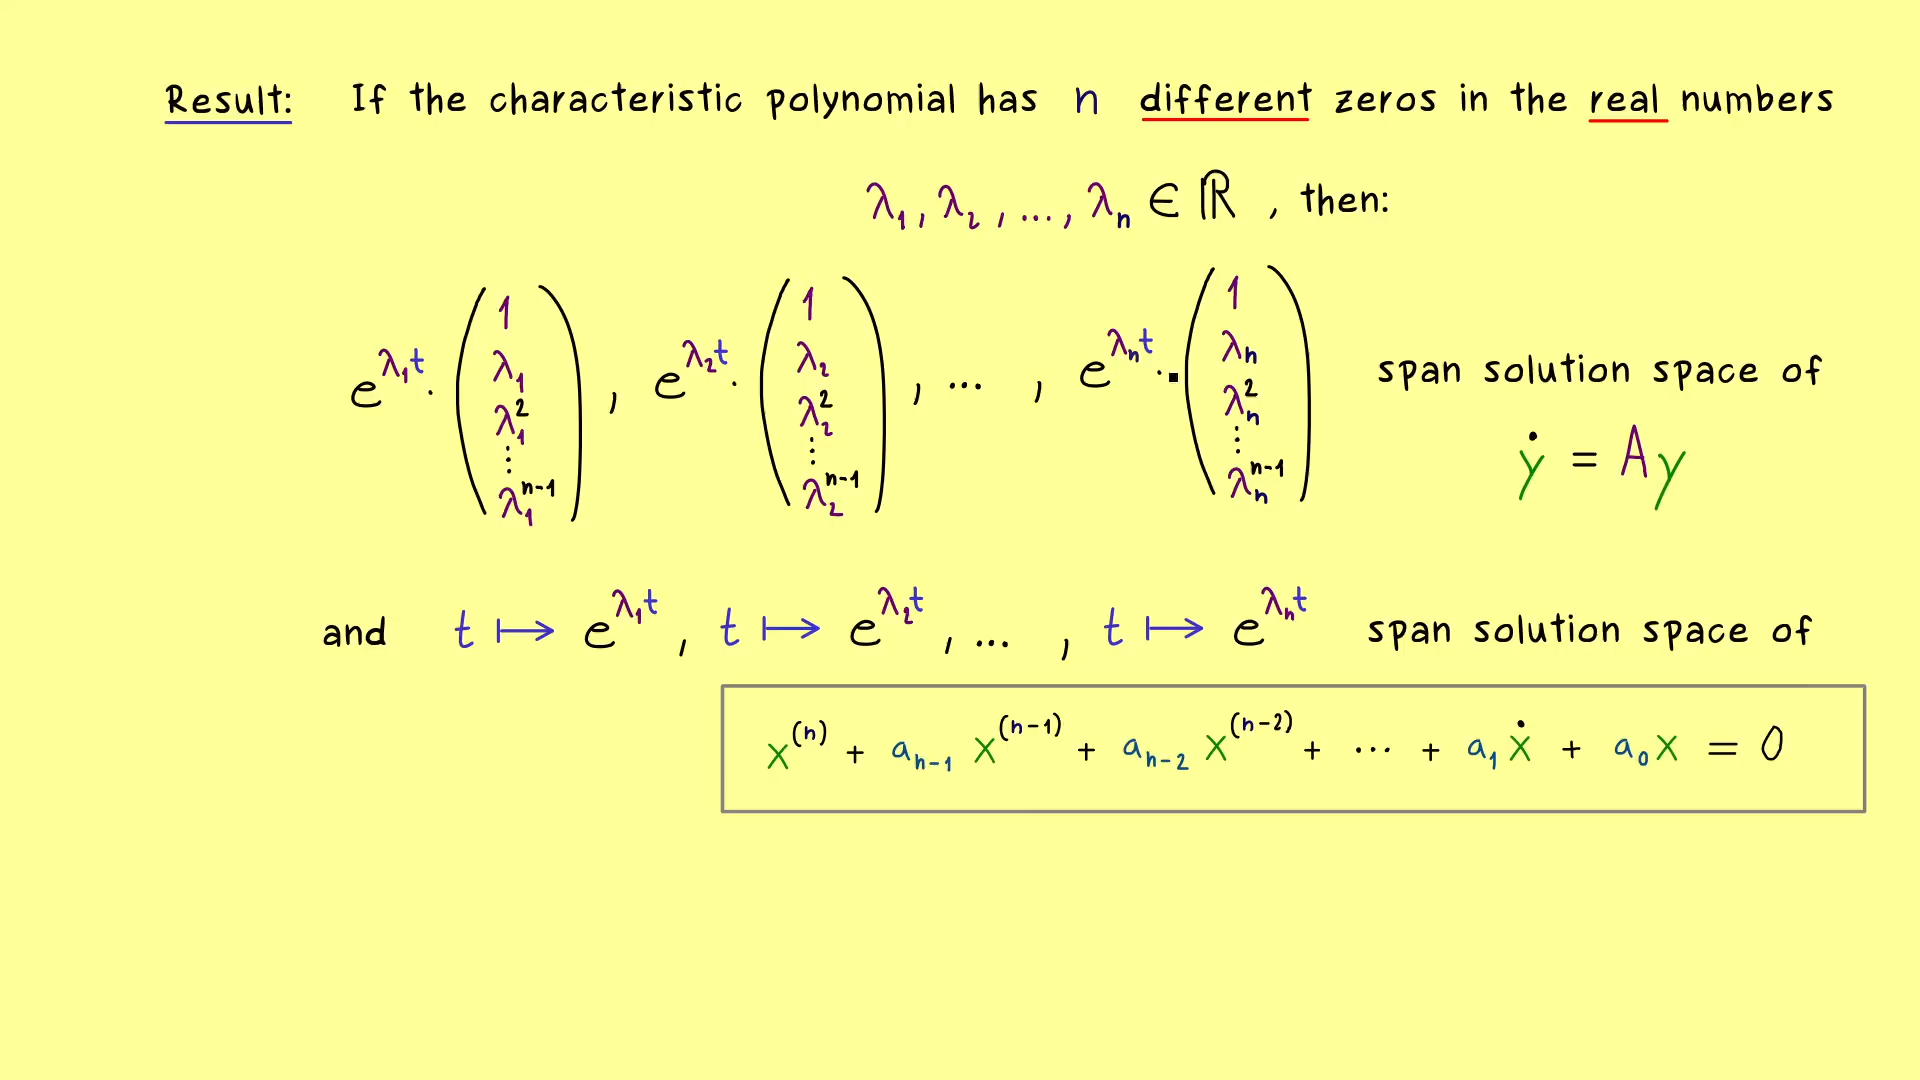 Result: If the characteristic polynomial has n different zeros in the real numbers
λ₁, λ₂, ..., λₙ ∈ ℝ, then:
e^{λ₁t} · (1 λ₁ λ₁² ⋮ λ₁^{n-1}), e^{λ₂t} · (1 λ₂ λ₂² ⋮ λ₂^{n-1}), ..., e^{λₙt} · (1 λₙ λₙ² ⋮ λₙ^{n-1}) span solution space of
ẏ = Ay
and t ↦ e^{λ₁t}, t ↦ e^{λ₂t}, ..., t ↦ e^{λₙt} span solution space of
x^{(n)} + a_{n-1} x^{(n-1)} + a_{n-2} x^{(n-2)} + ⋯ + a₁ẋ + a₀x = 0